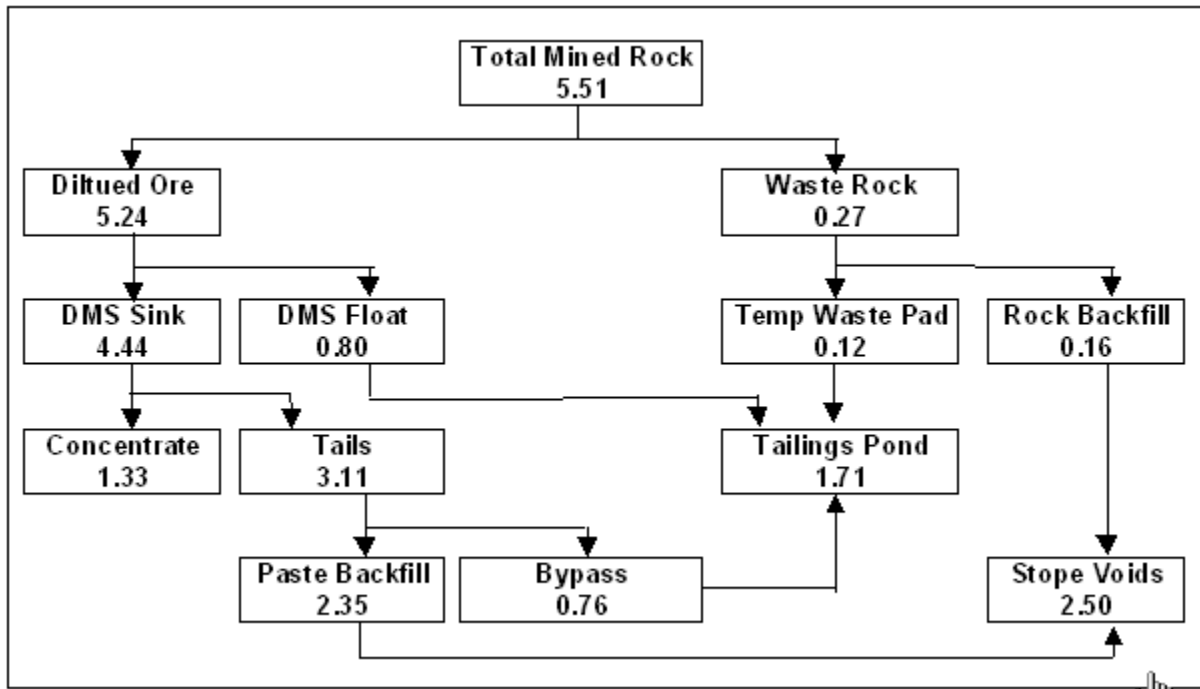 Total Mined Rock
5.51
Diltued Ore
5.24
Waste Rock
0.27
DMS Sink
4.44
DMS Float
0.80
Temp Waste Pad
0.12
Rock Backfill
0.16
Concentrate
1.33
Tails
3.11
Tailings Pond
1.71
Paste Backfill
2.35
Bypass
0.76
Stope Voids
2.50